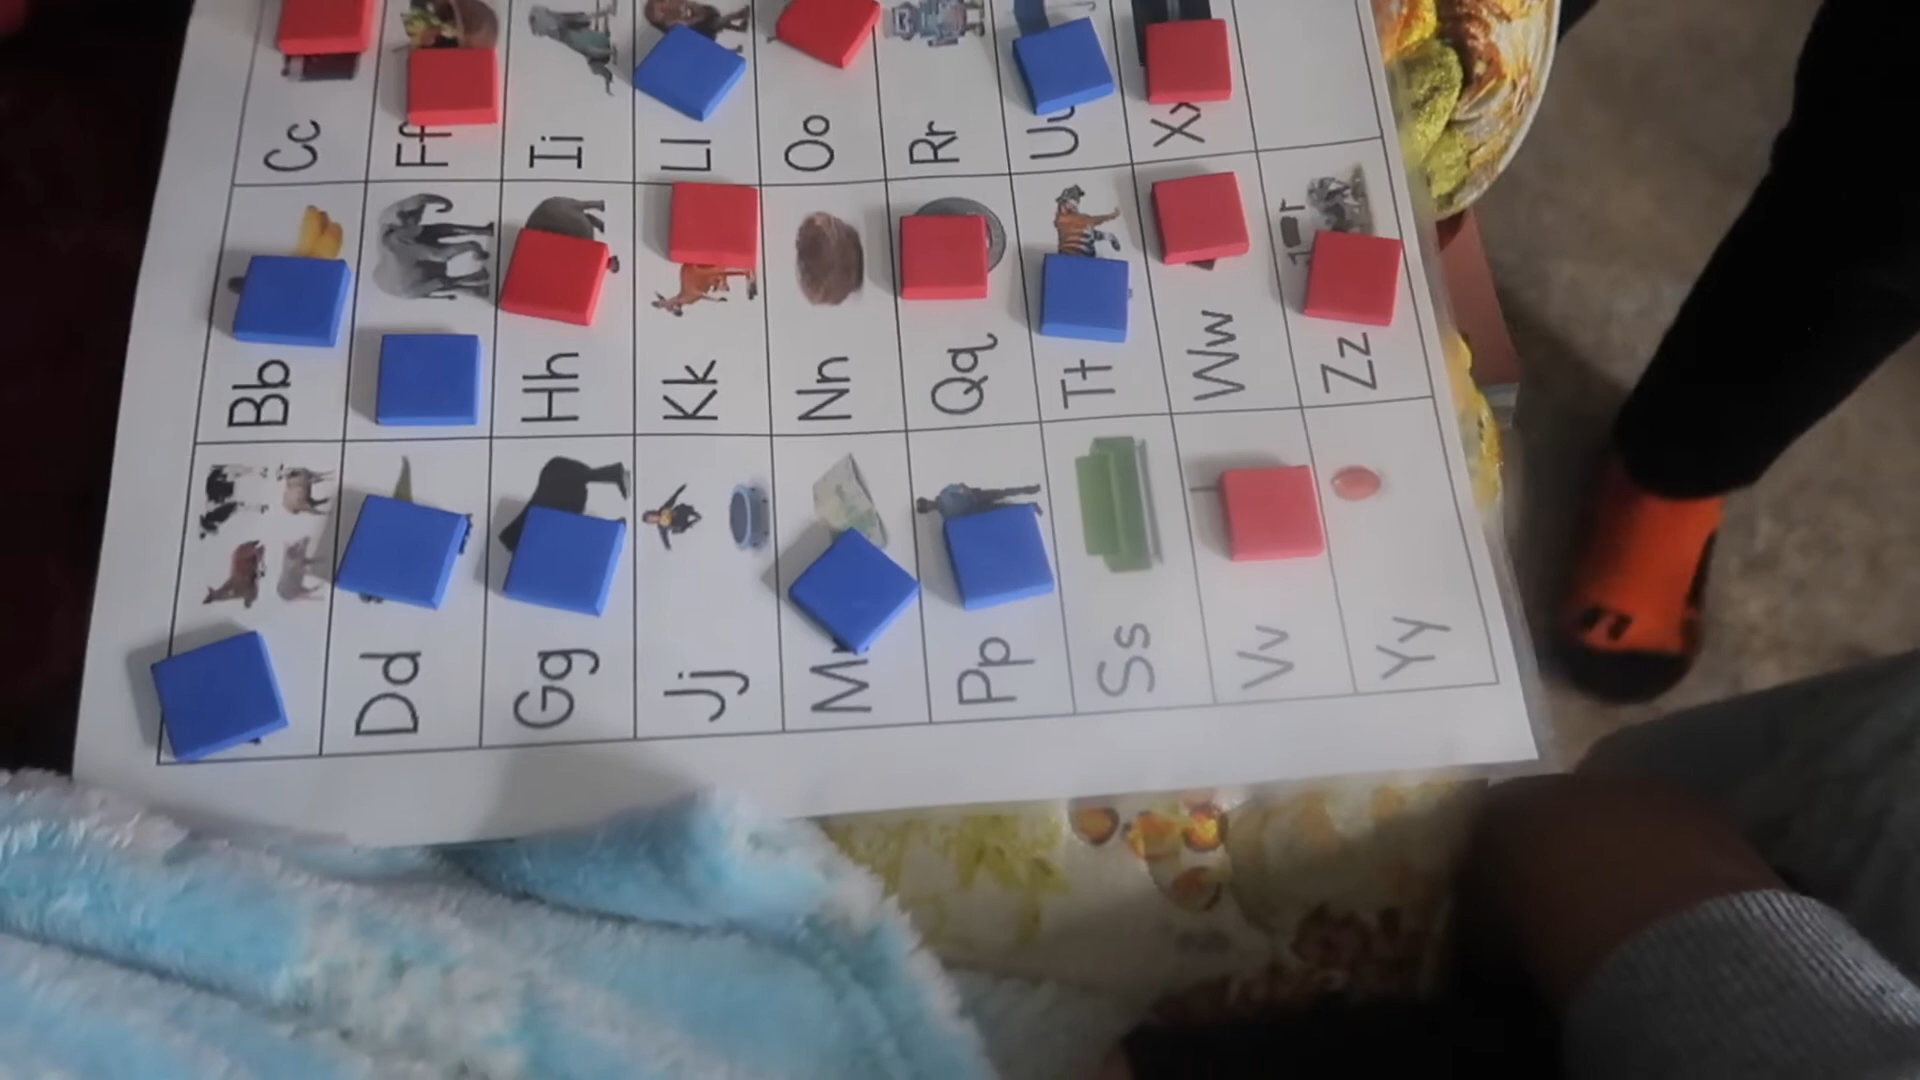 Bb
Cc
Dd
Ff
Gg
Hh
Ii
Jj
Kk
Ll
M
Nn
Oo
Pp
Qq
Rr
Ss
Tt
Uu
Vv
Ww
Xx
Yy
Zz